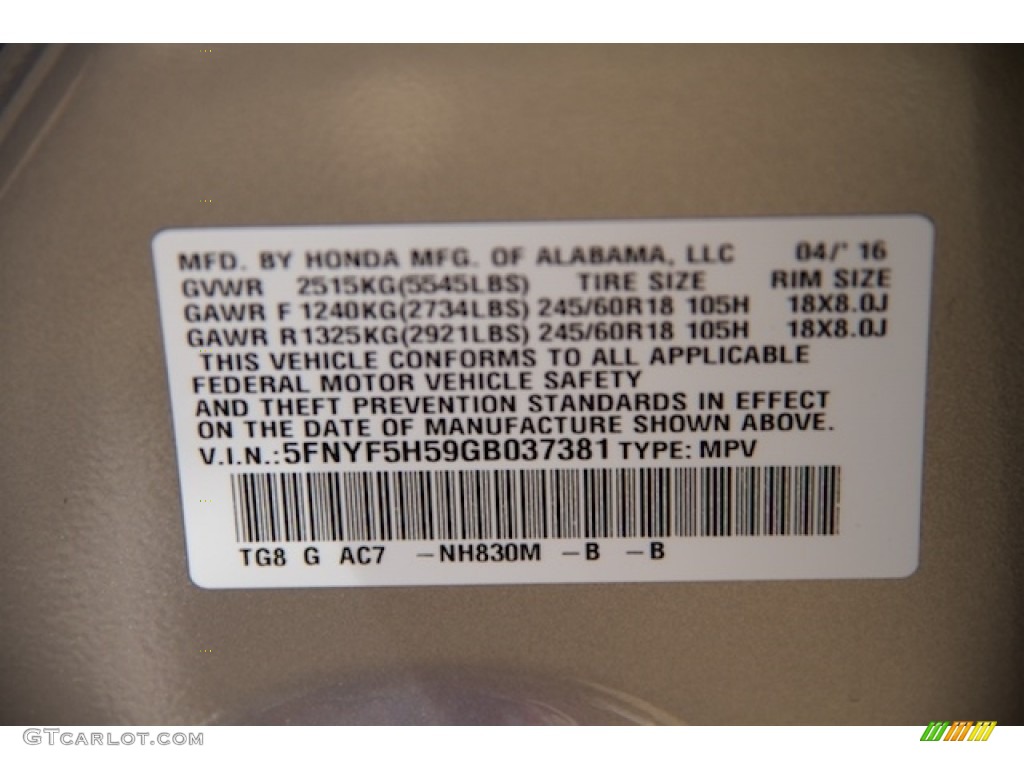 MFD. BY HONDA MFG. OF ALABAMA, LLC 04/' 16
GVWR 2515KG(5545LBS) TIRE SIZE RIM SIZE
GAWR F 1240KG(2734LBS) 245/60R18 105H 18X8.0J
GAWR R 1325KG(2921LBS) 245/60R18 105H 18X8.0J
THIS VEHICLE CONFORMS TO ALL APPLICABLE
FEDERAL MOTOR VEHICLE SAFETY
AND THEFT PREVENTION STANDARDS IN EFFECT
ON THE DATE OF MANUFACTURE SHOWN ABOVE.
V.I.N.: 5FNYF5H59GB037381 TYPE: MPV
TG8 G AC7 –NH830M –B –B
GTCARLOT.COM